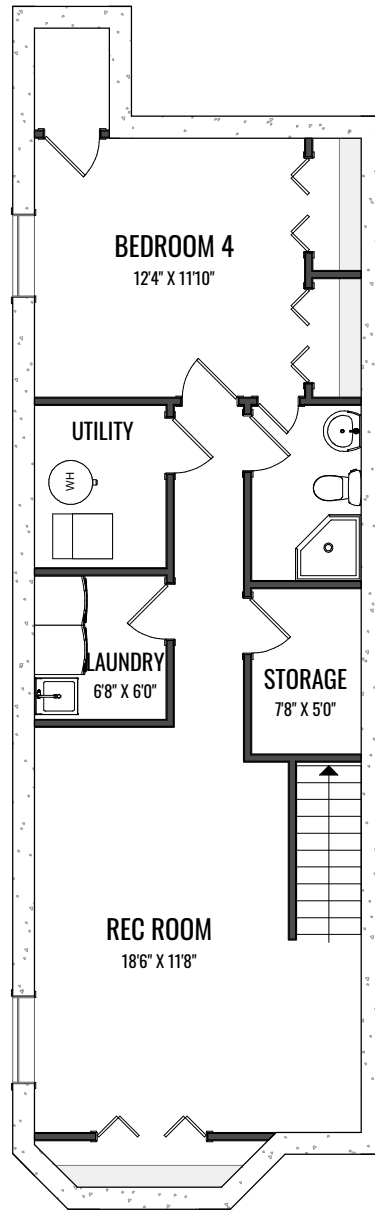 BEDROOM 4
12'4" X 11'10"
UTILITY
WH
LAUNDRY
6'8" X 6'0"
STORAGE
7'8" X 5'0"
REC ROOM
18'6" X 11'8"